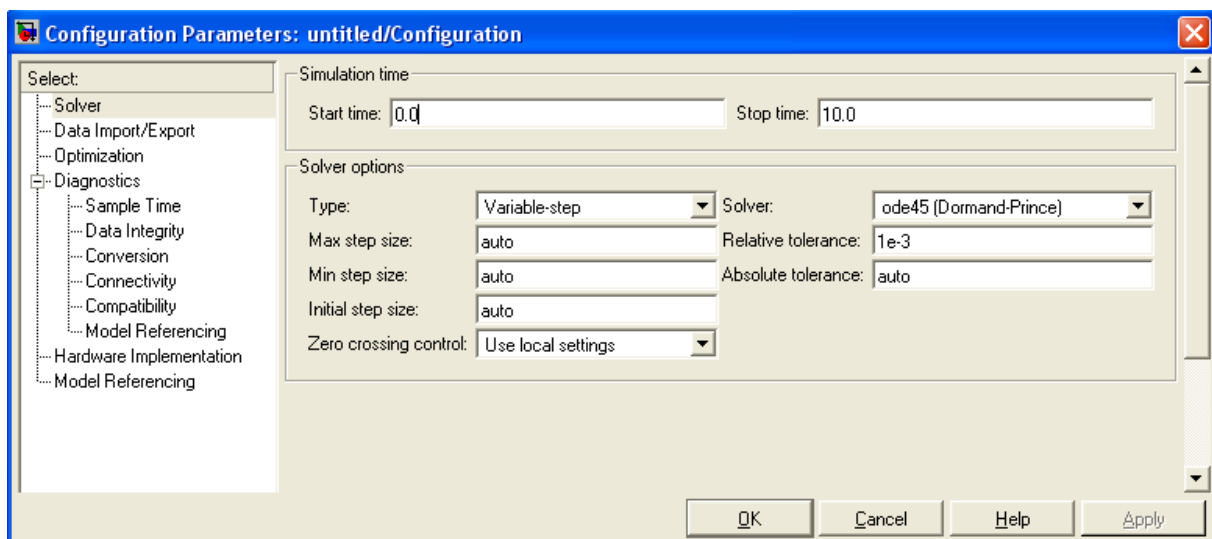 Configuration Parameters: untitled/Configuration
Select:
Solver
Data Import/Export
Optimization
Diagnostics
Sample Time
Data Integrity
Conversion
Connectivity
Compatibility
Model Referencing
Hardware Implementation
Model Referencing
Simulation time
Start time: 0.0 Stop time: 10.0
Solver options
Type: Variable-step Solver: ode45 (Dormand-Prince)
Max step size: auto Relative tolerance: 1e-3
Min step size: auto Absolute tolerance: auto
Initial step size: auto
Zero crossing control: Use local settings
OK Cancel Help Apply